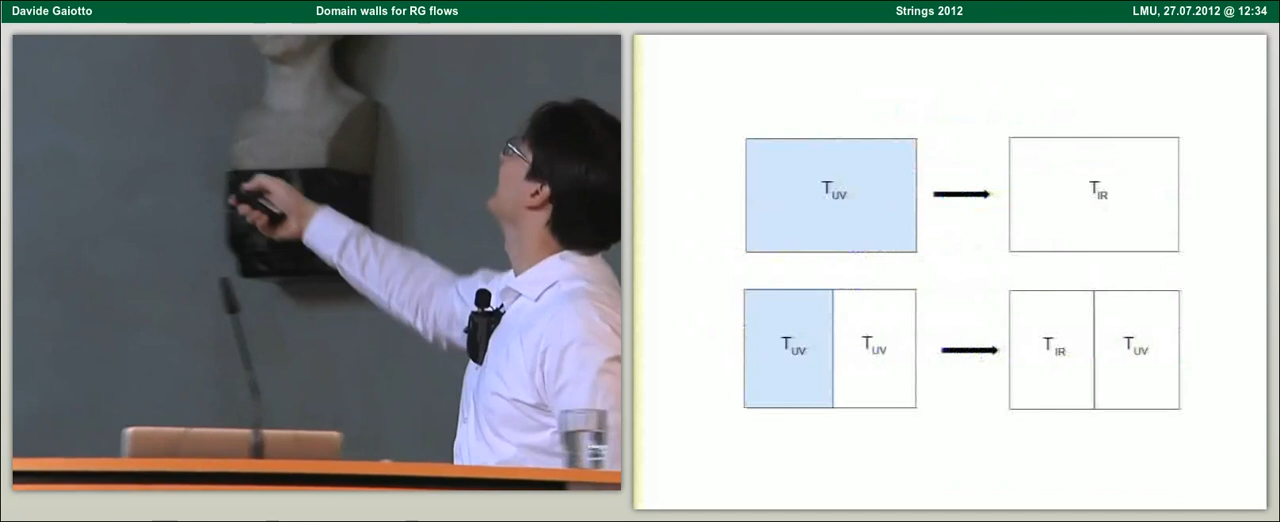 Davide Gaiotto Domain walls for RG flows Strings 2012 LMU, 27.07.2012 @ 12:34
T_UV T_IR
T_UV T_UV T_IR T_UV